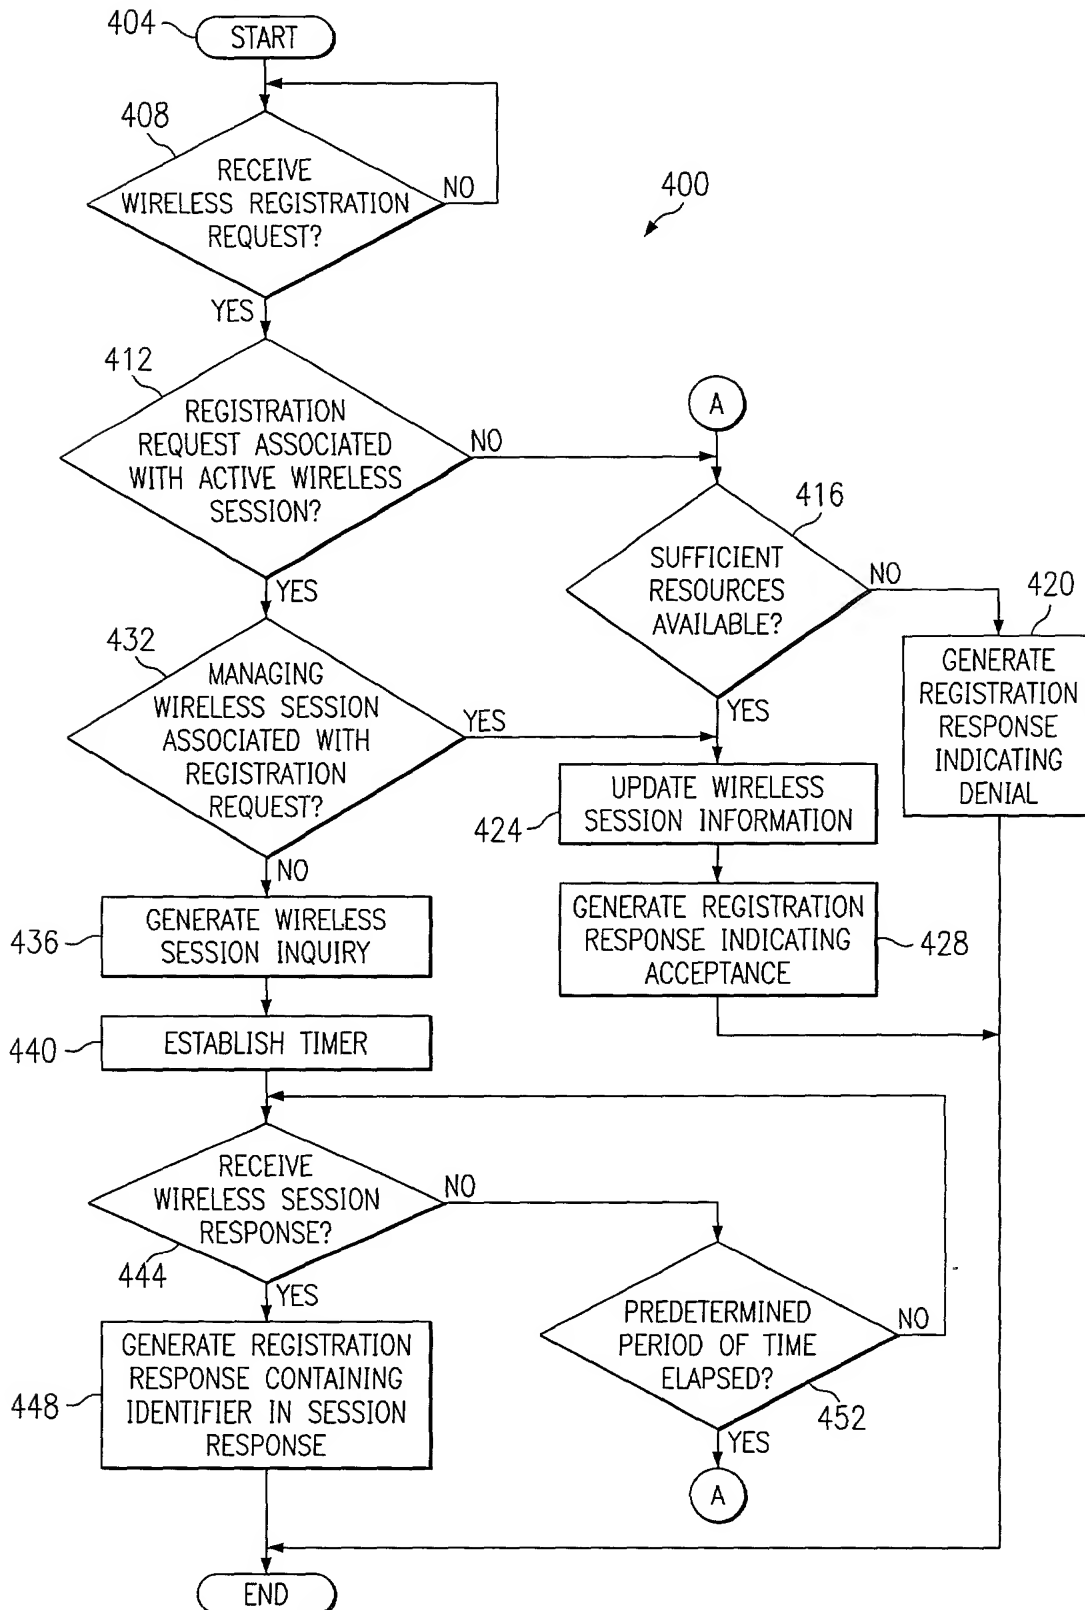 404
START
408
RECEIVE
WIRELESS REGISTRATION
REQUEST?
NO
400
YES
412
REGISTRATION
REQUEST ASSOCIATED
WITH ACTIVE WIRELESS
SESSION?
NO
A
416
SUFFICIENT
RESOURCES
AVAILABLE?
NO
YES
420
GENERATE
REGISTRATION
RESPONSE
INDICATING
DENIAL
YES
432
MANAGING
WIRELESS SESSION
ASSOCIATED WITH
REGISTRATION
REQUEST?
YES
UPDATE WIRELESS
SESSION INFORMATION
424
NO
GENERATE REGISTRATION
RESPONSE INDICATING
ACCEPTANCE
428
436
GENERATE WIRELESS
SESSION INQUIRY
440
ESTABLISH TIMER
RECEIVE
WIRELESS SESSION
RESPONSE?
NO
444
YES
PREDETERMINED
PERIOD OF TIME
ELAPSED?
NO
452
YES
A
448
GENERATE REGISTRATION
RESPONSE CONTAINING
IDENTIFIER IN SESSION
RESPONSE
END